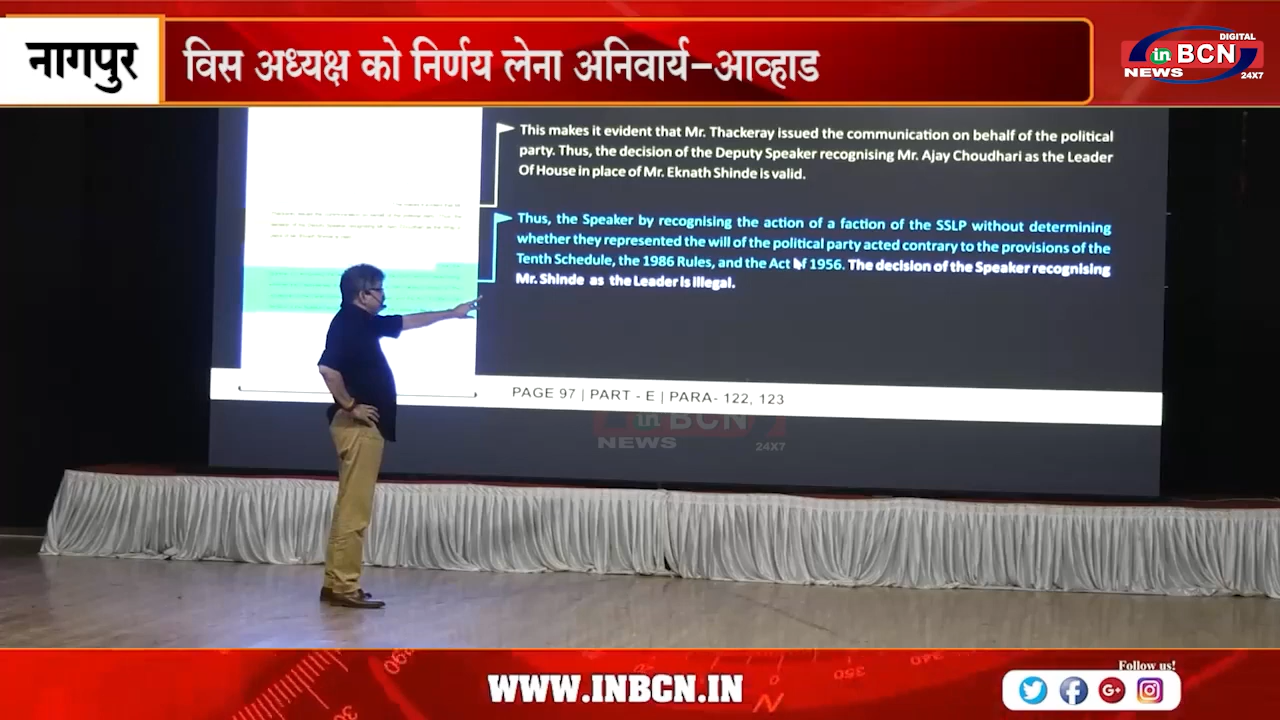 नागपुर
विस अध्यक्ष को निर्णय लेना अनिवार्य-आव्हाड
DIGITAL
in BCN
NEWS 24X7
This makes it evident that Mr. Thackeray issued the communication on behalf of the political
party. Thus, the decision of the Deputy Speaker recognising Mr. Ajay Choudhari as the Leader
Of House in place of Mr. Eknath Shinde is valid.
Thus, the Speaker by recognising the action of a faction of the SSLP without determining
whether they represented the will of the political party acted contrary to the provisions of the
Tenth Schedule, the 1986 Rules, and the Act of 1956. The decision of the Speaker recognising
Mr. Shinde as the Leader is illegal.
PAGE 97 | PART - E | PARA- 122, 123
in BCN
NEWS 24X7
WWW.INBCN.IN
Follow us!